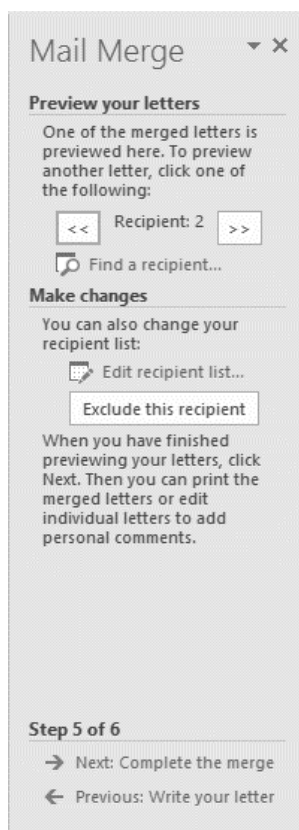 Mail Merge
Preview your letters
One of the merged letters is
previewed here. To preview
another letter, click one of
the following:
<< Recipient: 2 >>
Find a recipient...
Make changes
You can also change your
recipient list:
Edit recipient list...
Exclude this recipient
When you have finished
previewing your letters, click
Next. Then you can print the
merged letters or edit
individual letters to add
personal comments.
Step 5 of 6
Next: Complete the merge
Previous: Write your letter